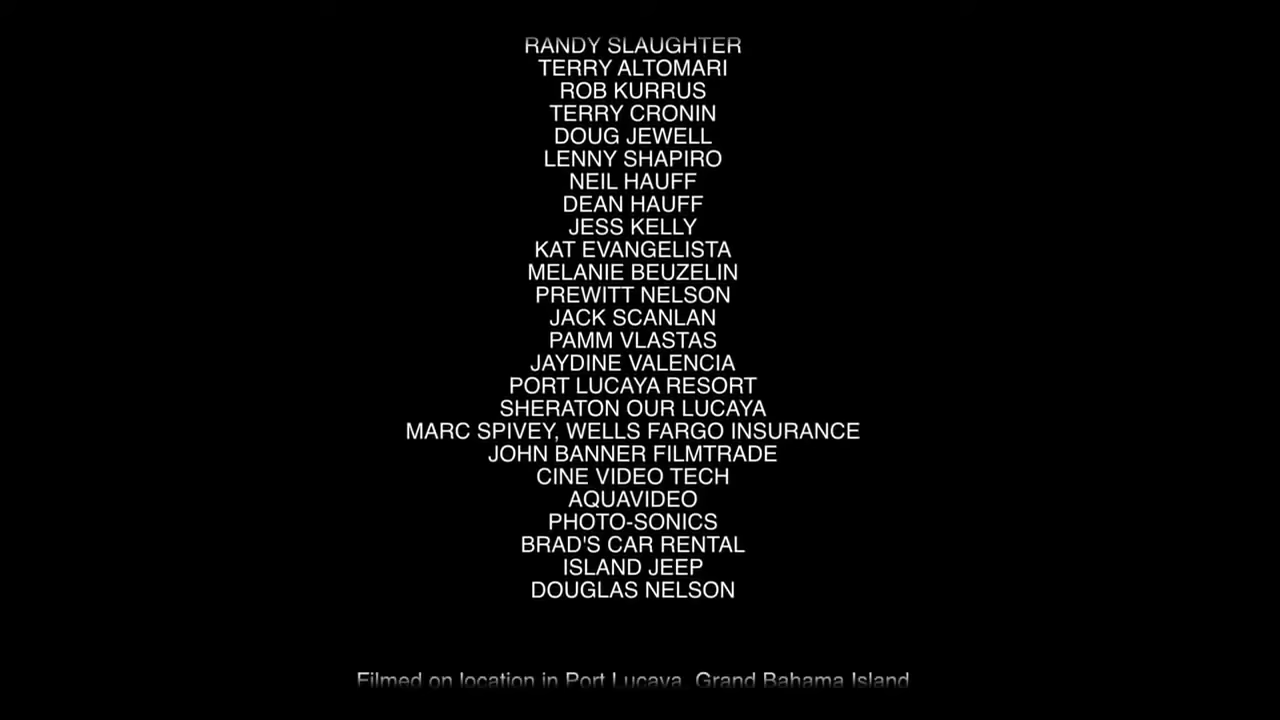 RANDY SLAUGHTER
TERRY ALTOMARI
ROB KURRUS
TERRY CRONIN
DOUG JEWELL
LENNY SHAPIRO
NEIL HAUFF
DEAN HAUFF
JESS KELLY
KAT EVANGELISTA
MELANIE BEUZELIN
PREWITT NELSON
JACK SCANLAN
PAMM VLASTAS
JAYDINE VALENCIA
PORT LUCAYA RESORT
SHERATON OUR LUCAYA
MARC SPIVEY, WELLS FARGO INSURANCE
JOHN BANNER FILMTRADE
CINE VIDEO TECH
AQUAVIDEO
PHOTO-SONICS
BRAD'S CAR RENTAL
ISLAND JEEP
DOUGLAS NELSON
Filmed on location in Port Lucaya, Grand Bahama Island